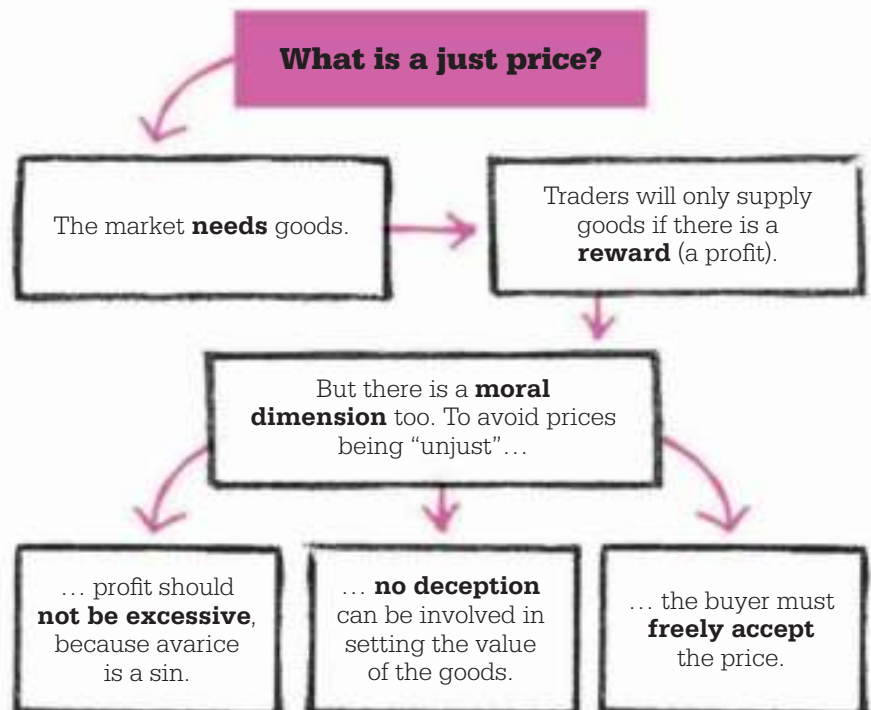 What is a just price?
The market needs goods.
Traders will only supply
goods if there is a
reward (a profit).
But there is a moral
dimension too. To avoid prices
being “unjust”…
… profit should
not be excessive,
because avarice
is a sin.
… no deception
can be involved in
setting the value
of the goods.
… the buyer must
freely accept
the price.